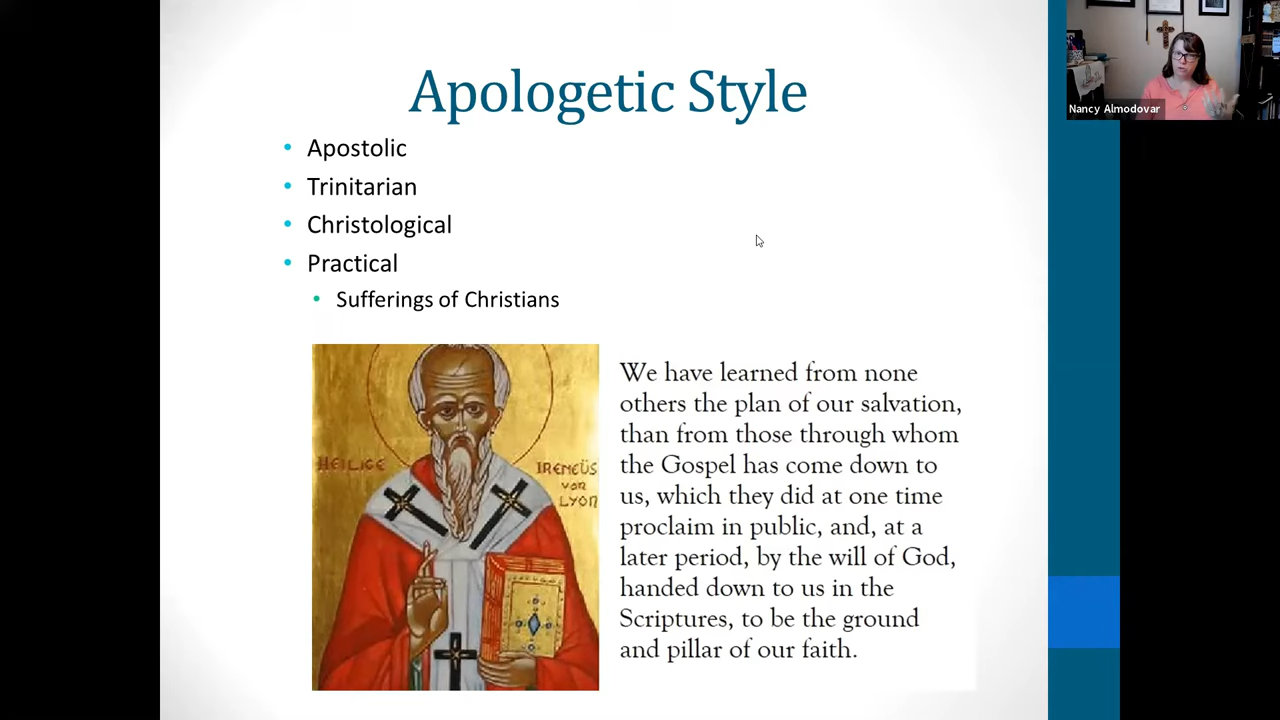 Apologetic Style
Nancy Almodovar
• Apostolic
• Trinitarian
• Christological
• Practical
• Sufferings of Christians
HEILIGE
IRENEÜS
van
LYON
We have learned from none
others the plan of our salvation,
than from those through whom
the Gospel has come down to
us, which they did at one time
proclaim in public, and, at a
later period, by the will of God,
handed down to us in the
Scriptures, to be the ground
and pillar of our faith.